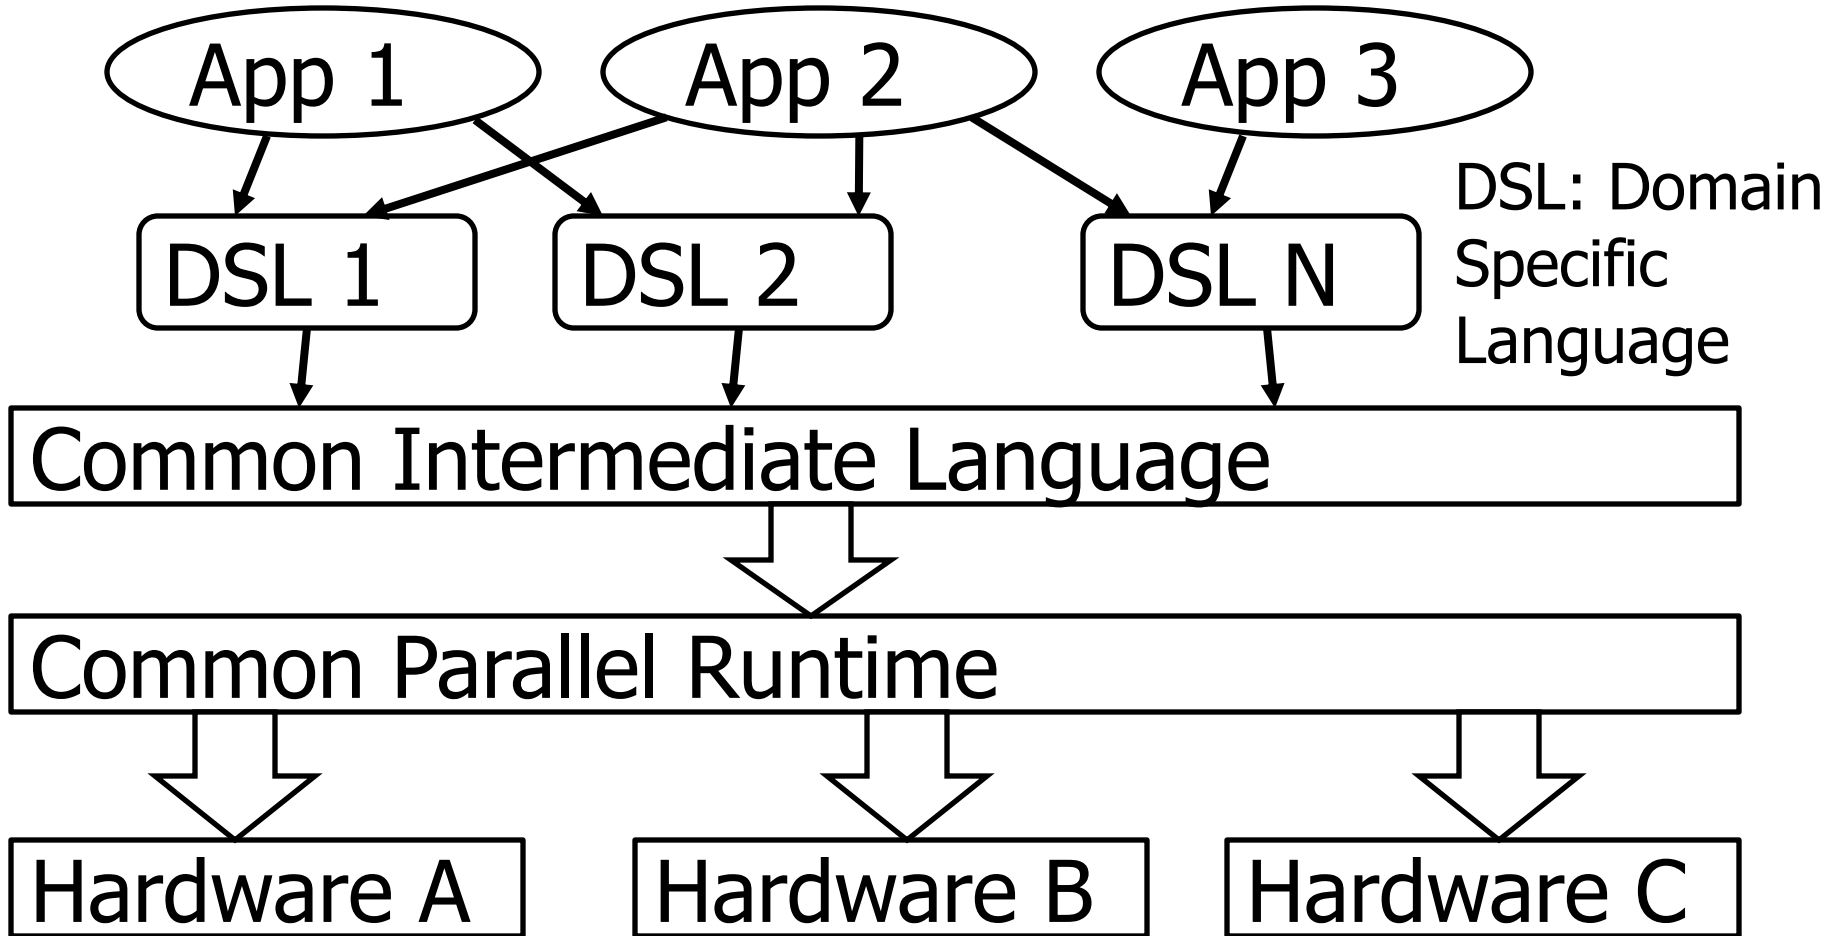 App 1
App 2
App 3
DSL 1
DSL 2
DSL N
DSL: Domain
Specific
Language
Common Intermediate Language
Common Parallel Runtime
Hardware A
Hardware B
Hardware C